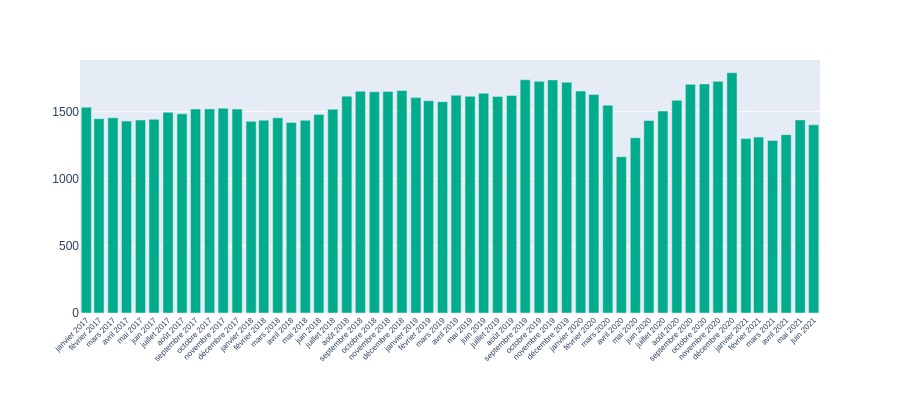 1500
1000
500
0
janvier 2017
février 2017
mars 2017
avril 2017
mai 2017
juin 2017
juillet 2017
août 2017
septembre 2017
octobre 2017
novembre 2017
décembre 2017
janvier 2018
février 2018
mars 2018
avril 2018
mai 2018
juin 2018
juillet 2018
août 2018
septembre 2018
octobre 2018
novembre 2018
décembre 2018
janvier 2019
février 2019
mars 2019
avril 2019
mai 2019
juin 2019
juillet 2019
août 2019
septembre 2019
octobre 2019
novembre 2019
décembre 2019
janvier 2020
février 2020
mars 2020
avril 2020
mai 2020
juin 2020
juillet 2020
août 2020
septembre 2020
octobre 2020
novembre 2020
décembre 2020
janvier 2021
février 2021
mars 2021
avril 2021
mai 2021
juin 2021